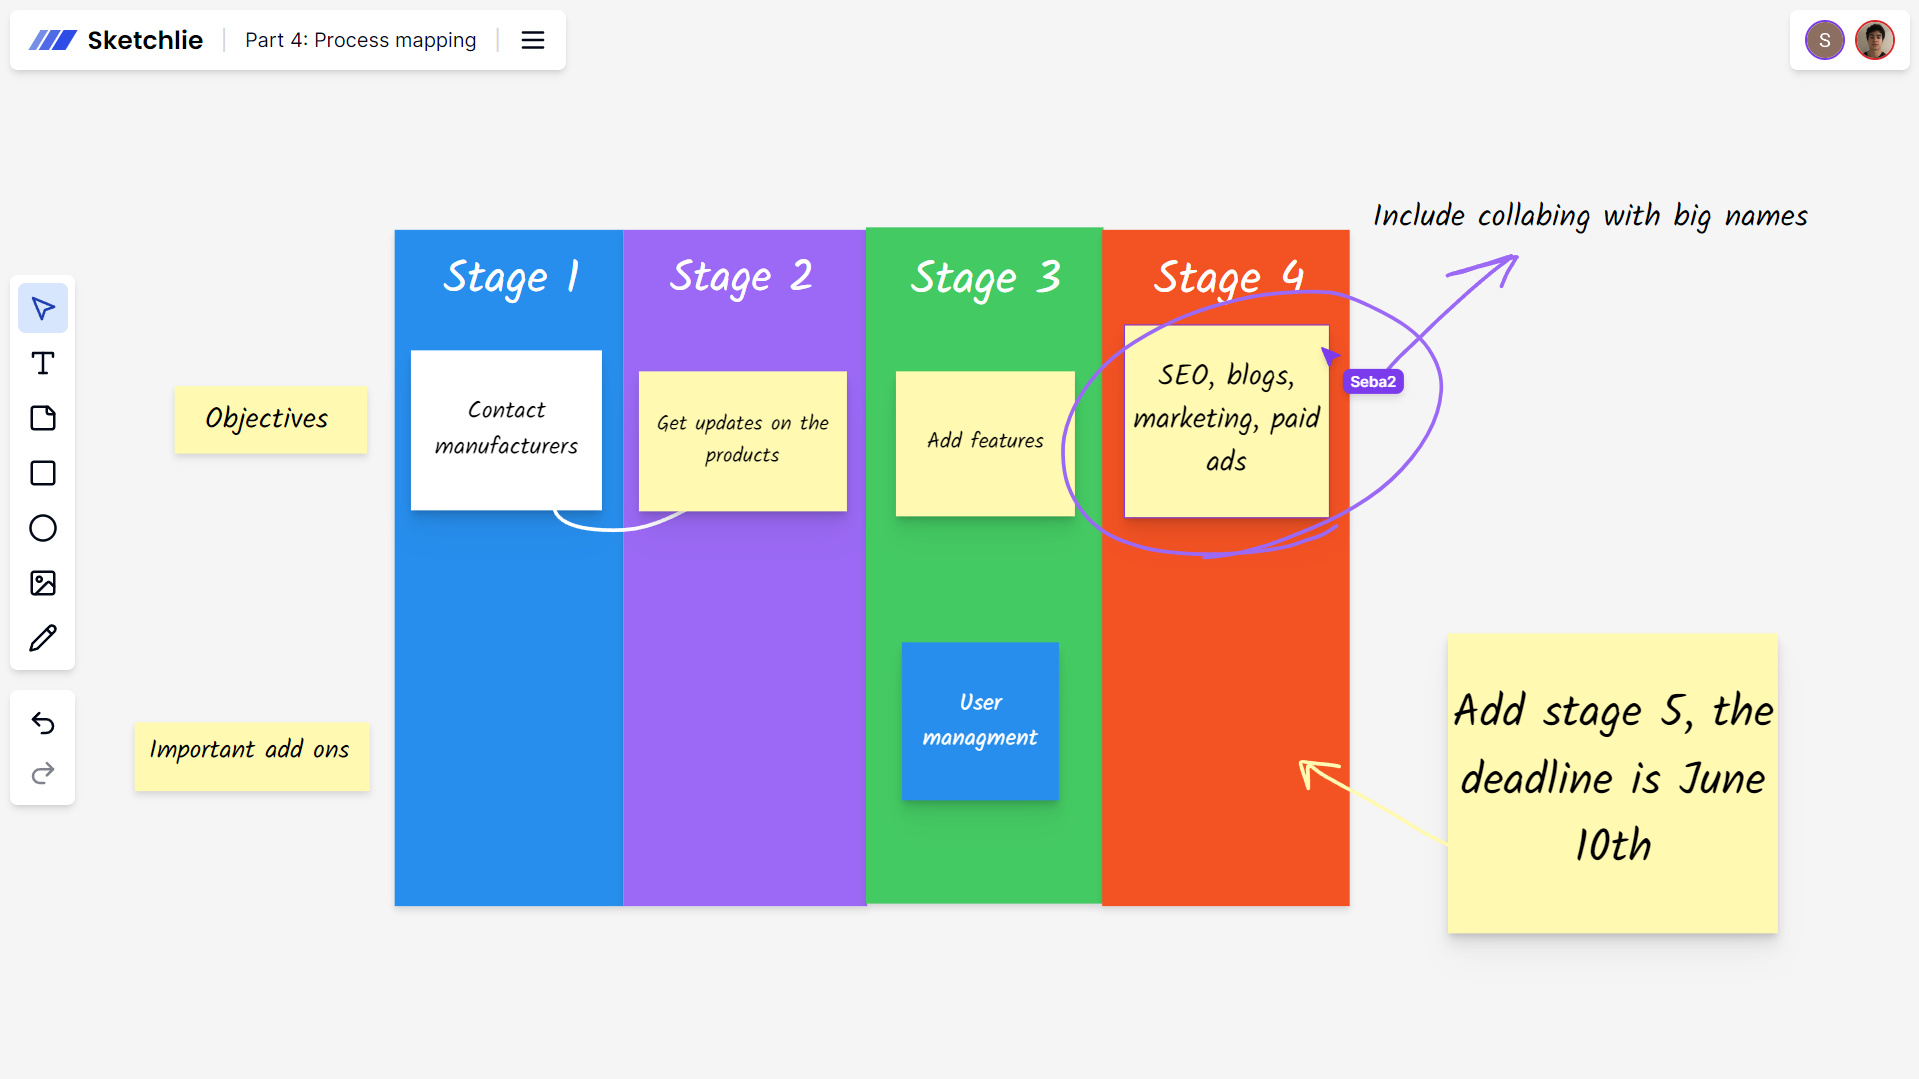 Sketchlie
Part 4: Process mapping
S
Include collabing with big names
Stage 1
Stage 2
Stage 3
Stage 4
Objectives
Contact
manufacturers
Get updates on the
products
Add features
SEO, blogs,
marketing, paid
ads
Seba2
Important add ons
User
managment
Add stage 5, the
deadline is June
10th